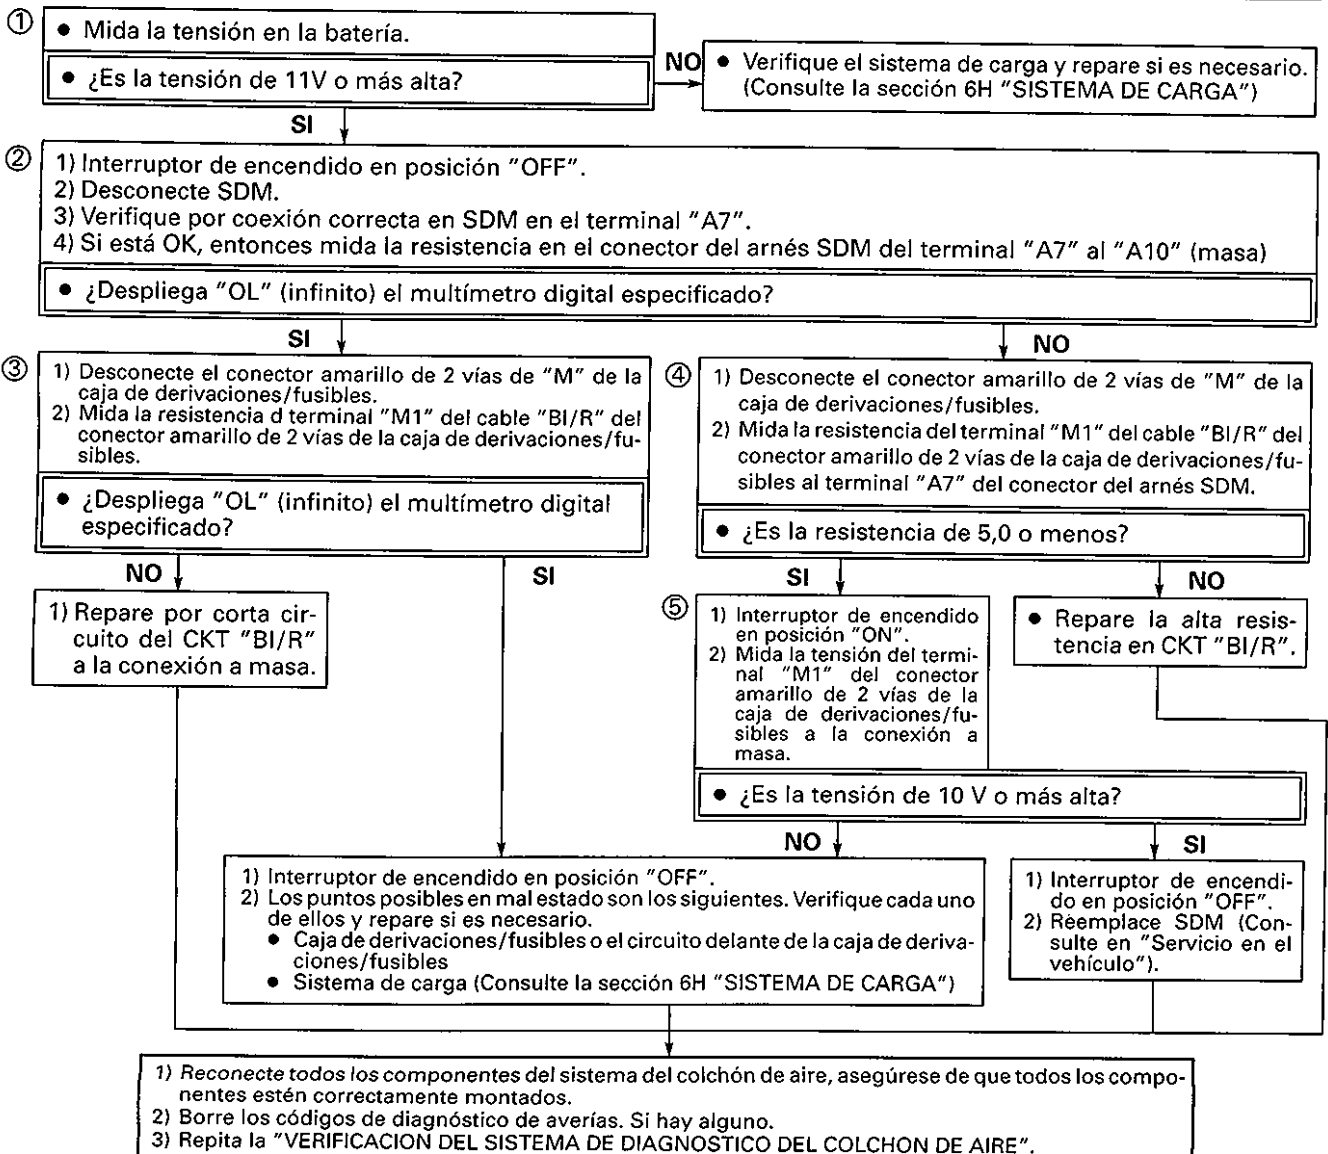 ①
● Mida la tensión en la batería.
● ¿Es la tensión de 11V o más alta?
NO
● Verifique el sistema de carga y repare si es necesario.
(Consulte la sección 6H "SISTEMA DE CARGA")
SI
②
1) Interruptor de encendido en posición "OFF".
2) Desconecte SDM.
3) Verifique por coexión correcta en SDM en el terminal "A7".
4) Si está OK, entonces mida la resistencia en el conector del arnés SDM del terminal "A7" al "A10" (masa)
● ¿Despliega "OL" (infinito) el multímetro digital especificado?
SI
NO
③
1) Desconecte el conector amarillo de 2 vías de "M" de la
caja de derivaciones/fusibles.
2) Mida la resistencia d terminal "M1" del cable "BI/R" del
conector amarillo de 2 vías de la caja de derivaciones/fu-
sibles.
● ¿Despliega "OL" (infinito) el multímetro digital
especificado?
④
1) Desconecte el conector amarillo de 2 vías de "M" de la
caja de derivaciones/fusibles.
2) Mida la resistencia del terminal "M1" del cable "BI/R" del
conector amarillo de 2 vías de la caja de derivaciones/fu-
sibles al terminal "A7" del conector del arnés SDM.
● ¿Es la resistencia de 5,0 o menos?
NO
SI
SI
NO
1) Repare por corta cir-
cuito del CKT "BI/R"
a la conexión a masa.
⑤
1) Interruptor de encendido
en posición "ON".
2) Mida la tensión del termi-
nal "M1" del conector
amarillo de 2 vías de la
caja de derivaciones/fu-
sibles a la conexión a
masa.
● Repare la alta resis-
tencia en CKT "BI/R".
● ¿Es la tensión de 10 V o más alta?
NO
SI
1) Interruptor de encendido en posición "OFF".
2) Los puntos posibles en mal estado son los siguientes. Verifique cada uno
de ellos y repare si es necesario.
● Caja de derivaciones/fusibles o el circuito delante de la caja de deriva-
ciones/fusibles
● Sistema de carga (Consulte la sección 6H "SISTEMA DE CARGA")
1) Interruptor de encendi-
do en posición "OFF".
2) Reemplace SDM (Con-
sulte en "Servicio en el
vehículo").
1) Reconecte todos los componentes del sistema del colchón de aire, asegúrese de que todos los compo-
nentes estén correctamente montados.
2) Borre los códigos de diagnóstico de averías. Si hay alguno.
3) Repita la "VERIFICACION DEL SISTEMA DE DIAGNOSTICO DEL COLCHON DE AIRE".